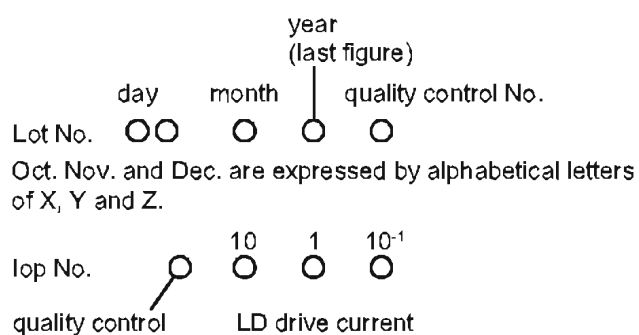 year
(last figure)
day month quality control No.
Lot No.
Oct. Nov. and Dec. are expressed by alphabetical letters
of X, Y and Z.
10 1 10⁻¹
Iop No.
quality control LD drive current